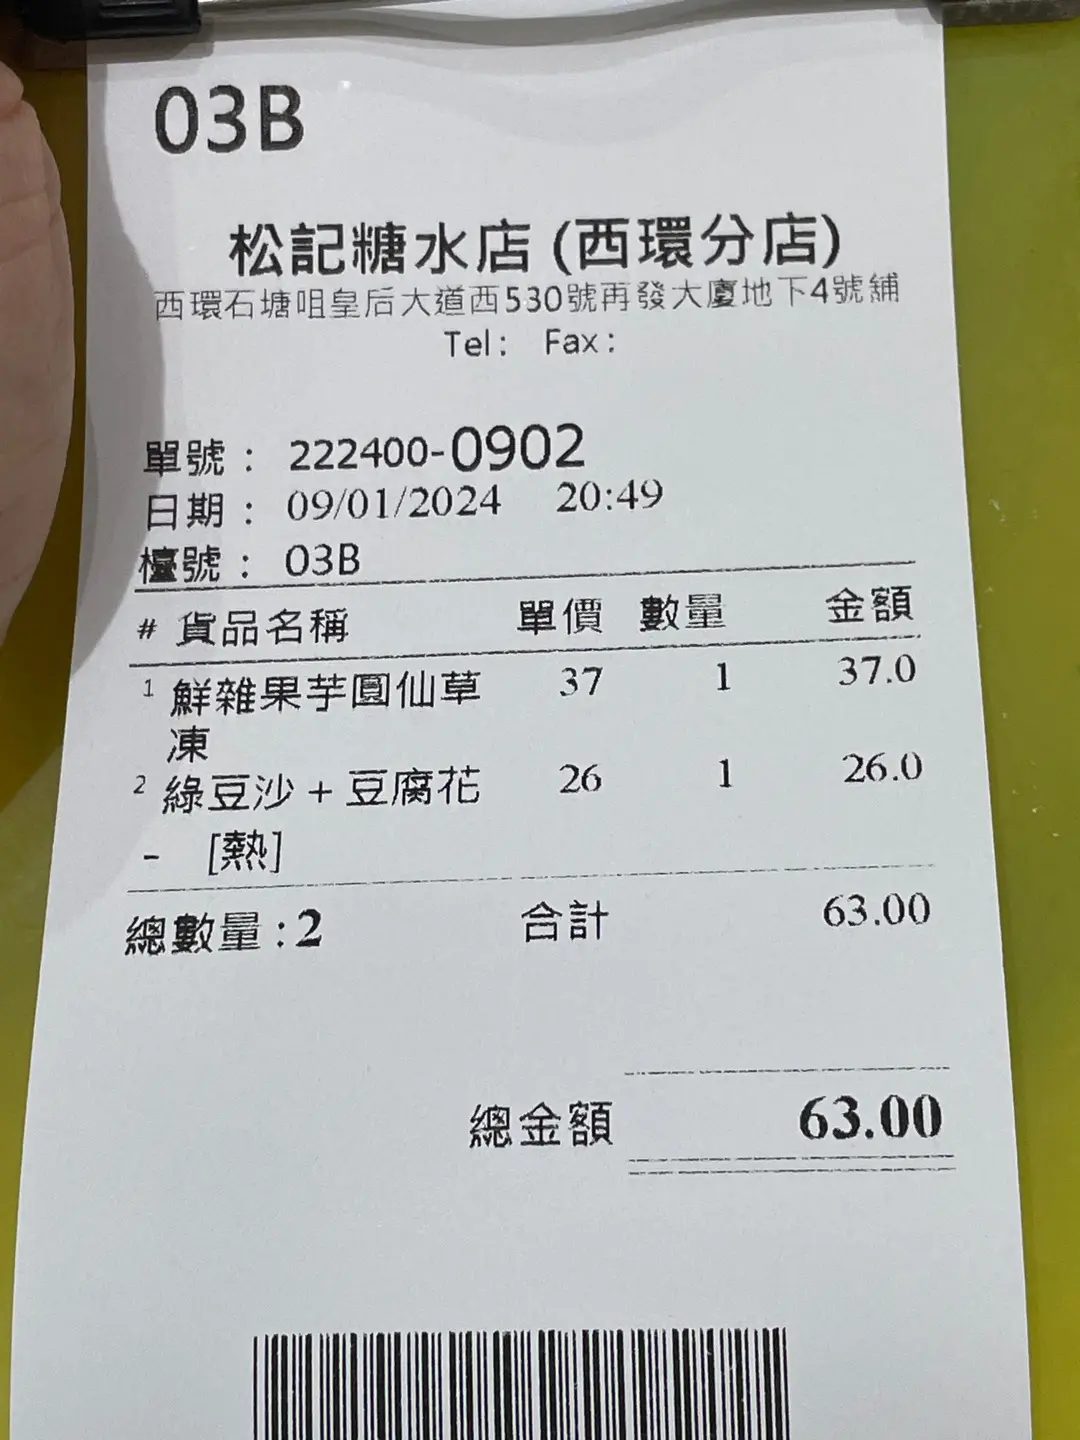 03B
松記糖水店 (西環分店)
西環石塘咀皇后大道西530號再發大廈地下4號舖
Tel: Fax:
單號： 222400-0902
日期： 09/01/2024 20:49
檯號： 03B
# 貨品名稱 單價 數量 金額
1 鮮雜果芋圓仙草 37 1 37.0
凍
2 綠豆沙 + 豆腐花 26 1 26.0
- [熱]
總數量 :2 合計 63.00
總金額 63.00